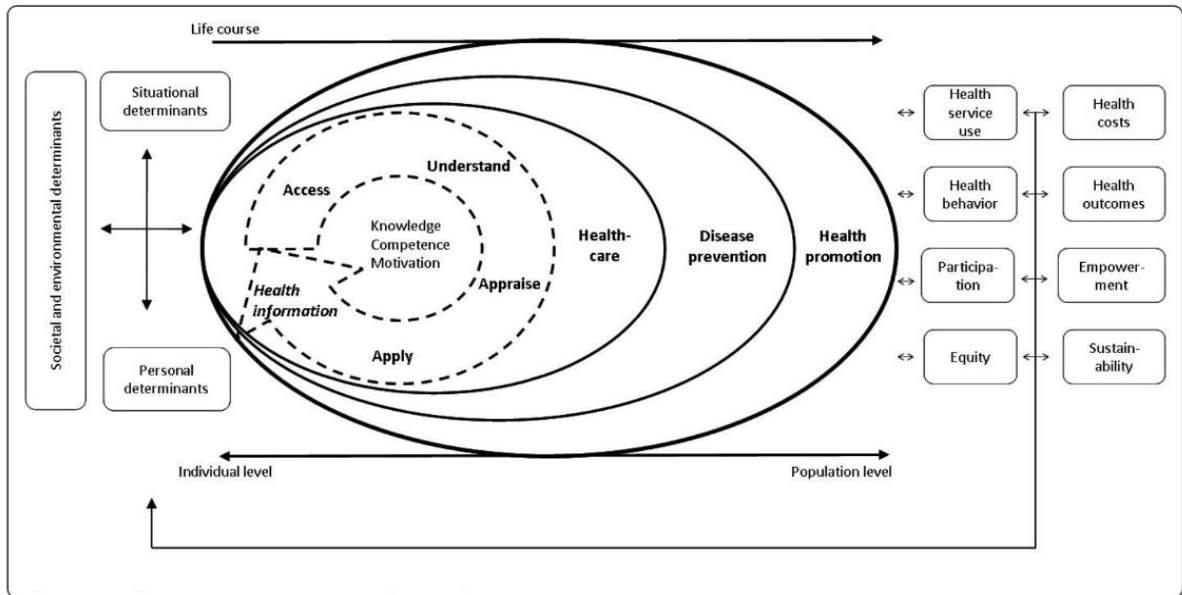 Life course
Societal and environmental determinants
Situational
determinants
Personal
determinants
Access
Understand
Knowledge
Competence
Motivation
Health
information
Appraise
Apply
Health-
care
Disease
prevention
Health
promotion
Health
service
use
Health
costs
Health
behavior
Health
outcomes
Participa-
tion
Empower-
ment
Equity
Sustain-
ability
Individual level
Population level